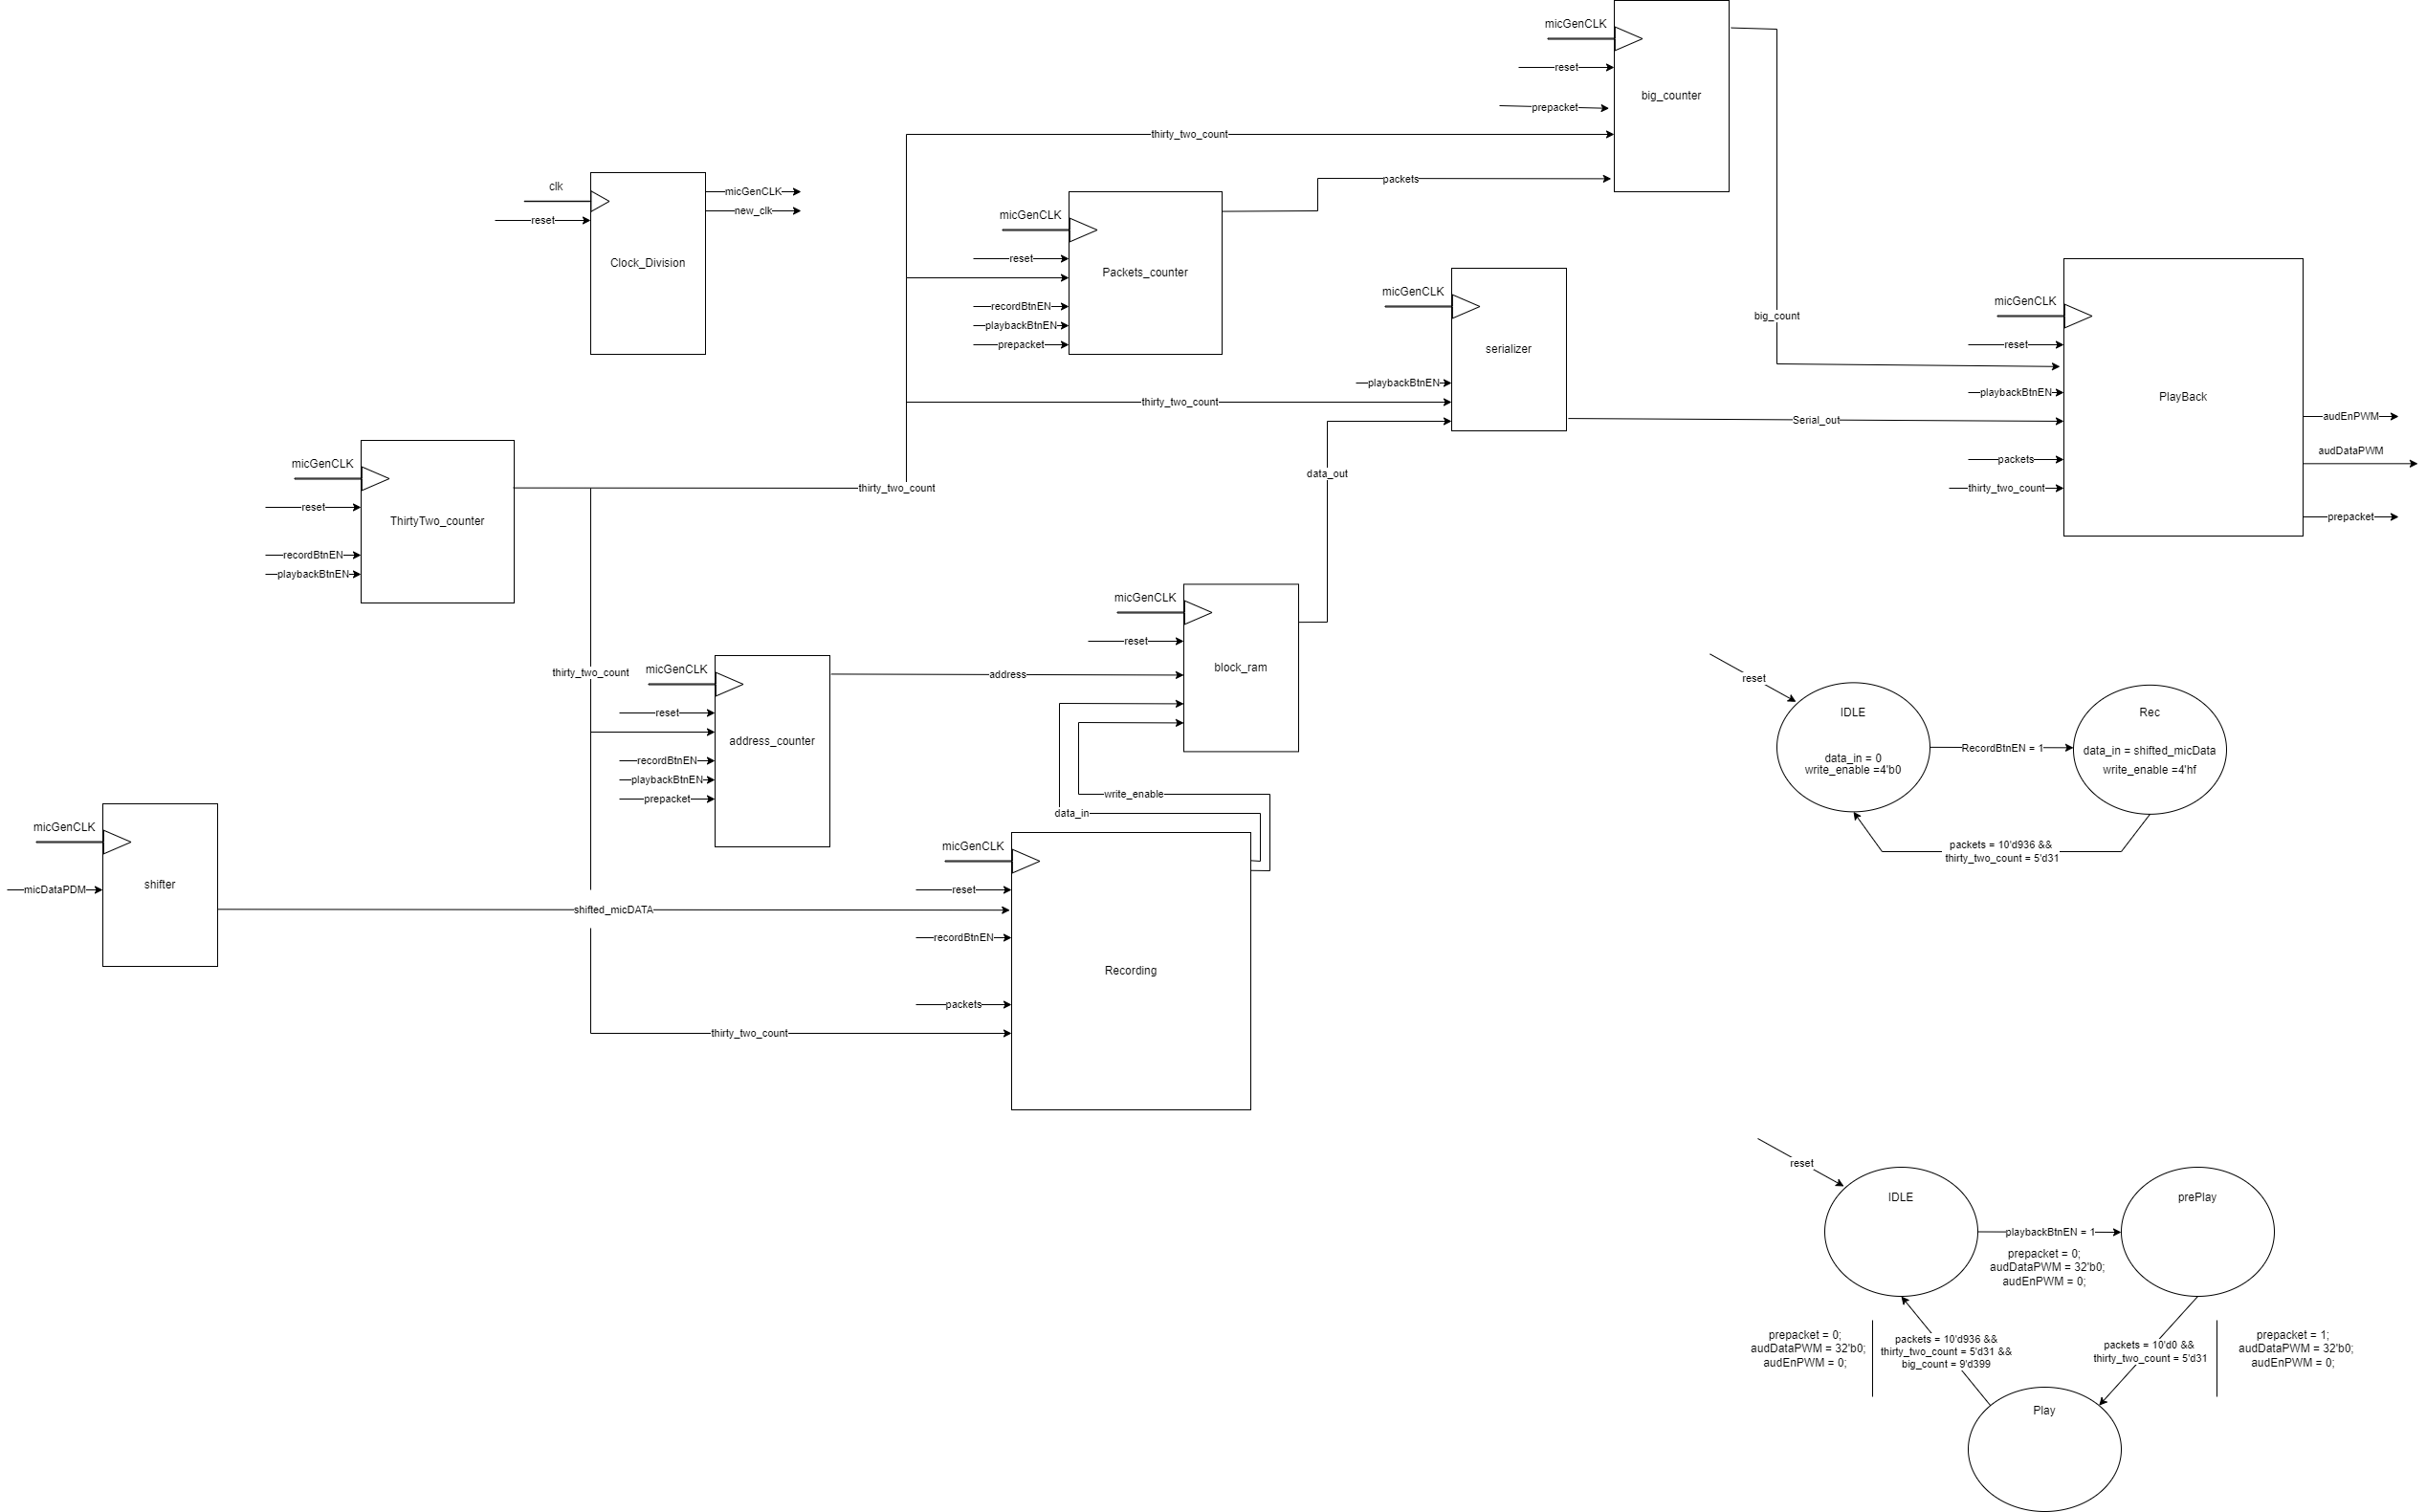 micGenCLK
reset
prepacket
thirty_two_count
packets
big_counter
clk
reset
Clock_Division
micGenCLK
new_clk
micGenCLK
reset
recordBtnEN
playbackBtnEN
prepacket
Packets_counter
micGenCLK
playbackBtnEN
thirty_two_count
serializer
data_out
big_count
Serial_out
micGenCLK
reset
playbackBtnEN
packets
thirty_two_count
PlayBack
audEnPWM
audDataPWM
prepacket
micGenCLK
reset
recordBtnEN
playbackBtnEN
ThirtyTwo_counter
thirty_two_count
thirty_two_count
micGenCLK
reset
recordBtnEN
playbackBtnEN
prepacket
address_counter
address
micGenCLK
reset
block_ram
write_enable
data_in
micGenCLK
micDataPDM
shifter
shifted_micDATA
micGenCLK
reset
recordBtnEN
packets
thirty_two_count
Recording
reset
IDLE
data_in = 0
write_enable =4'b0
RecordBtnEN = 1
Rec
data_in = shifted_micData
write_enable =4'hf
packets = 10'd936 &&
thirty_two_count = 5'd31
reset
IDLE
playbackBtnEN = 1
prepacket = 0;
audDataPWM = 32'b0;
audEnPWM = 0;
prePlay
prepacket = 0;
audDataPWM = 32'b0;
audEnPWM = 0;
packets = 10'd936 &&
thirty_two_count = 5'd31 &&
big_count = 9'd399
packets = 10'd0 &&
thirty_two_count = 5'd31
prepacket = 1;
audDataPWM = 32'b0;
audEnPWM = 0;
Play